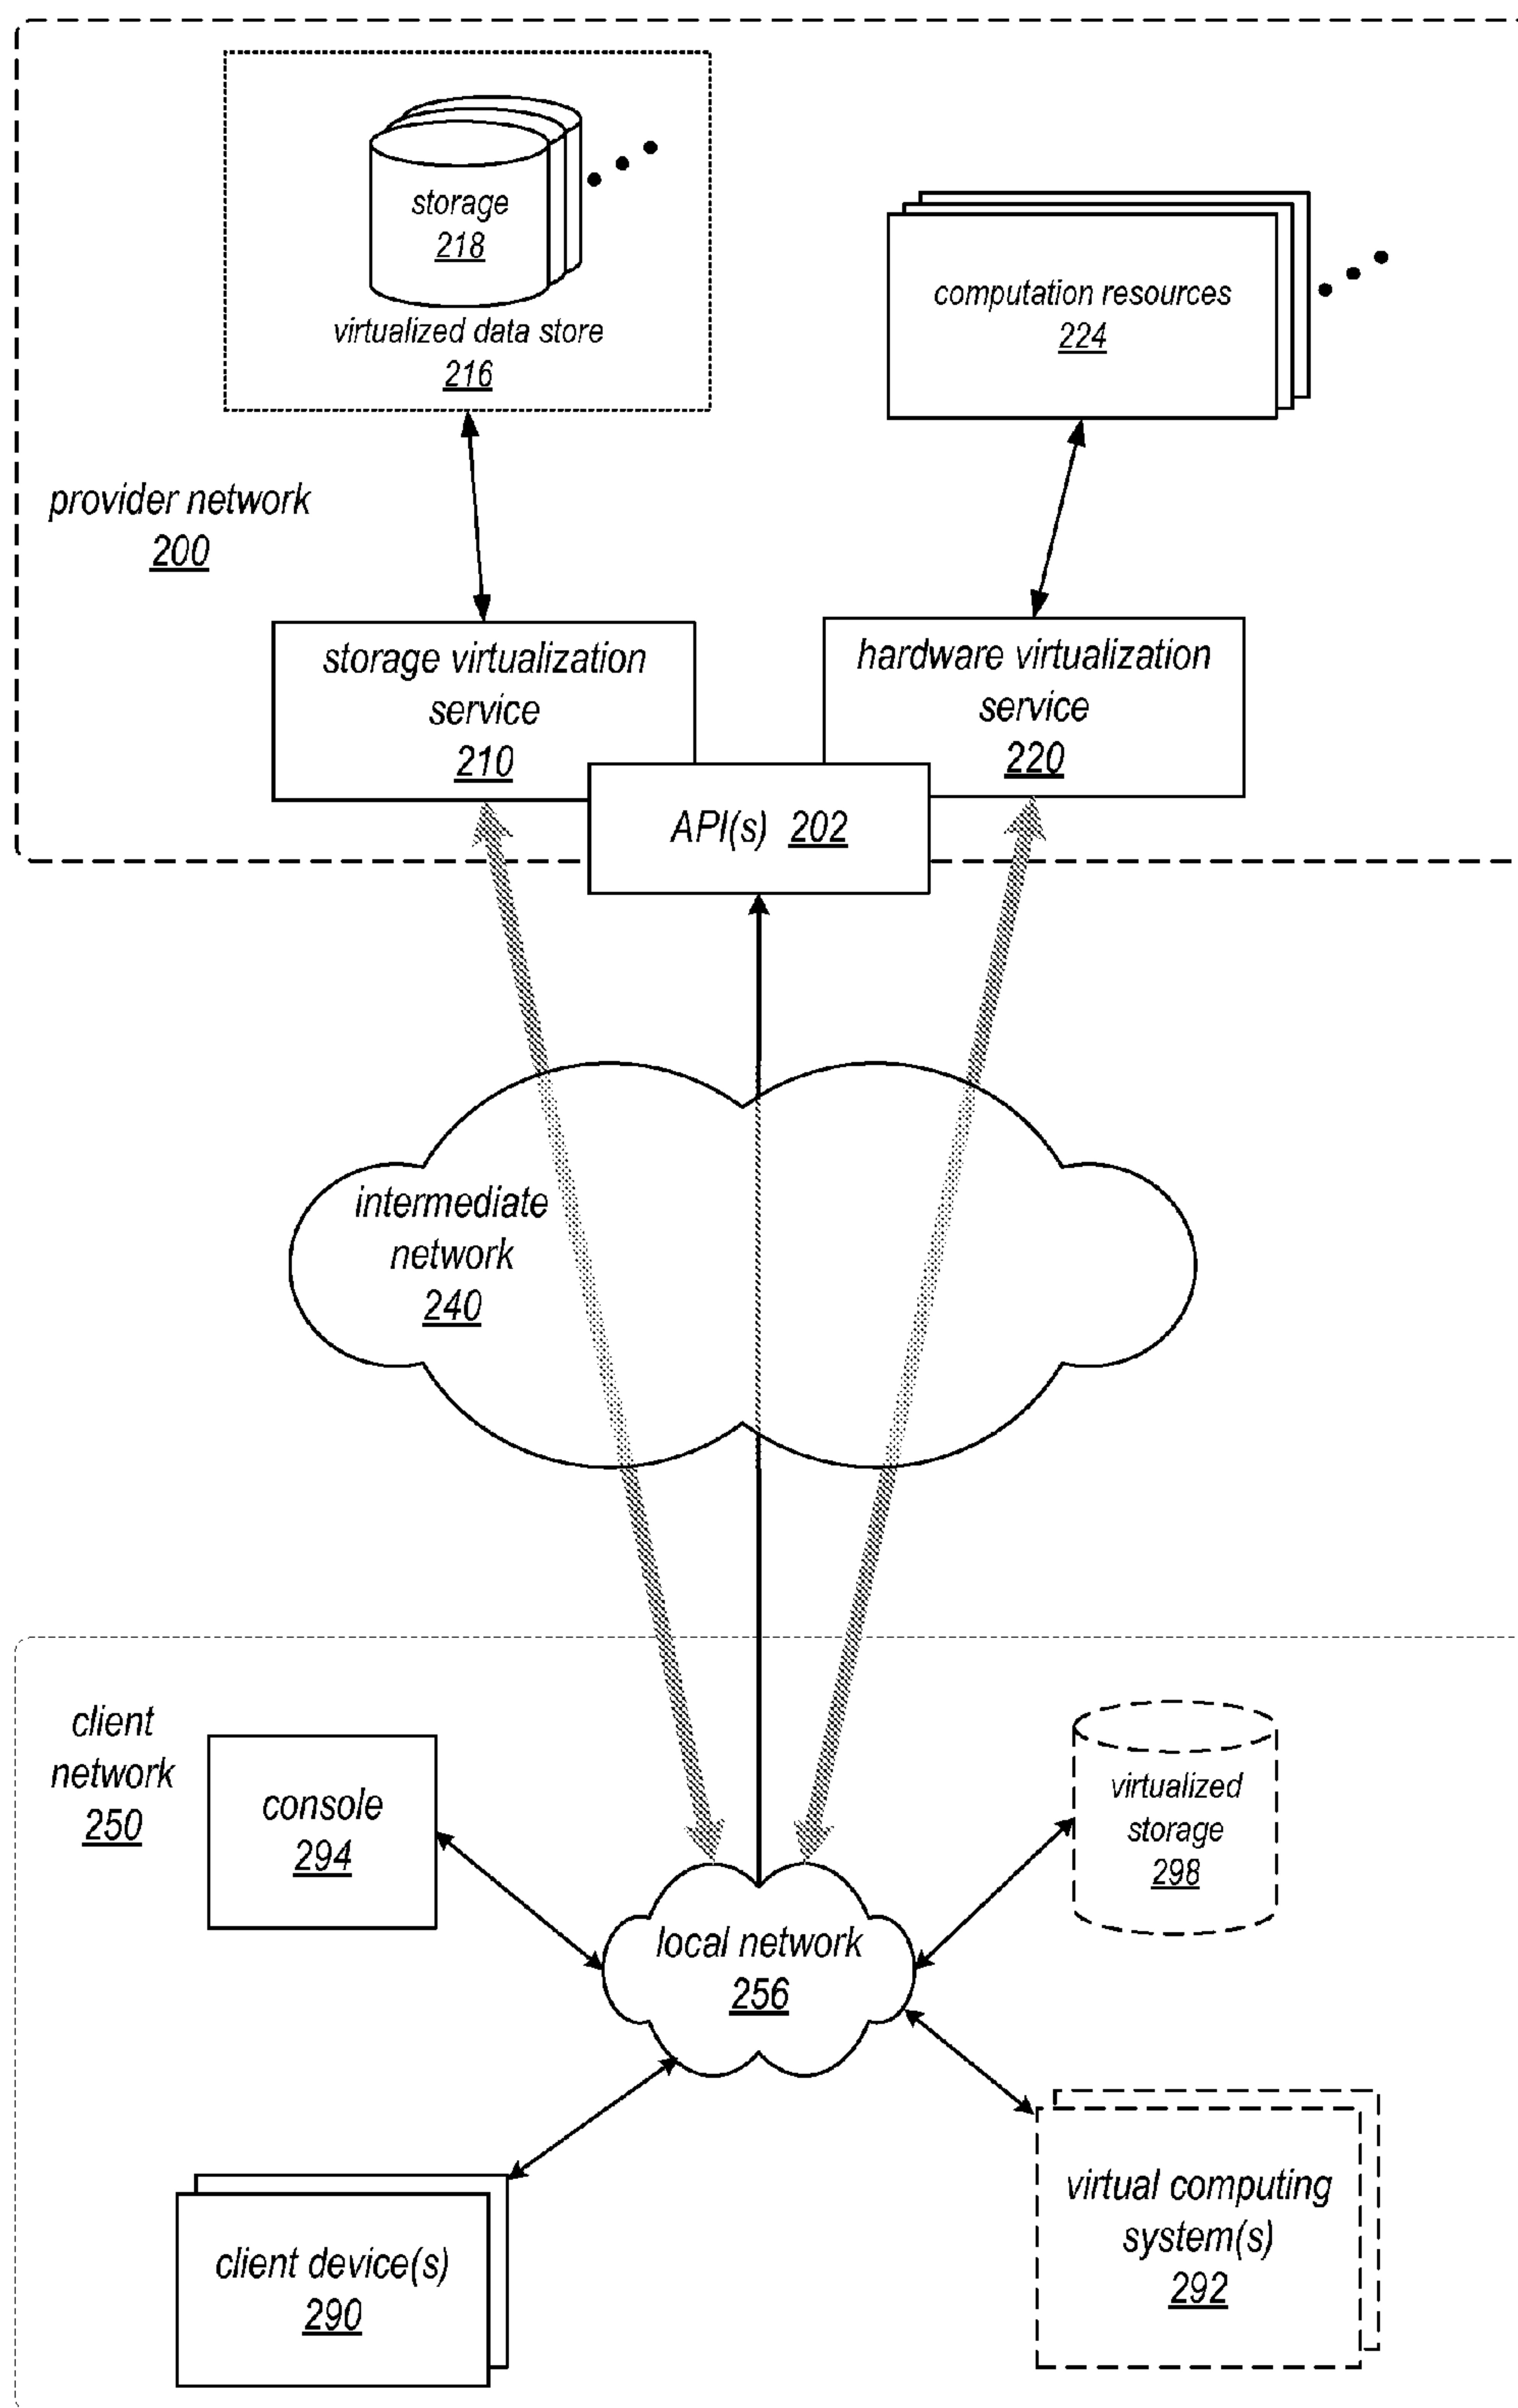 storage
218
virtualized data store
216
computation resources
224
provider network
200
storage virtualization
service
210
hardware virtualization
service
220
API(s) 202
intermediate
network
240
client
network
250
console
294
virtualized
storage
298
local network
256
client device(s)
290
virtual computing
system(s)
292